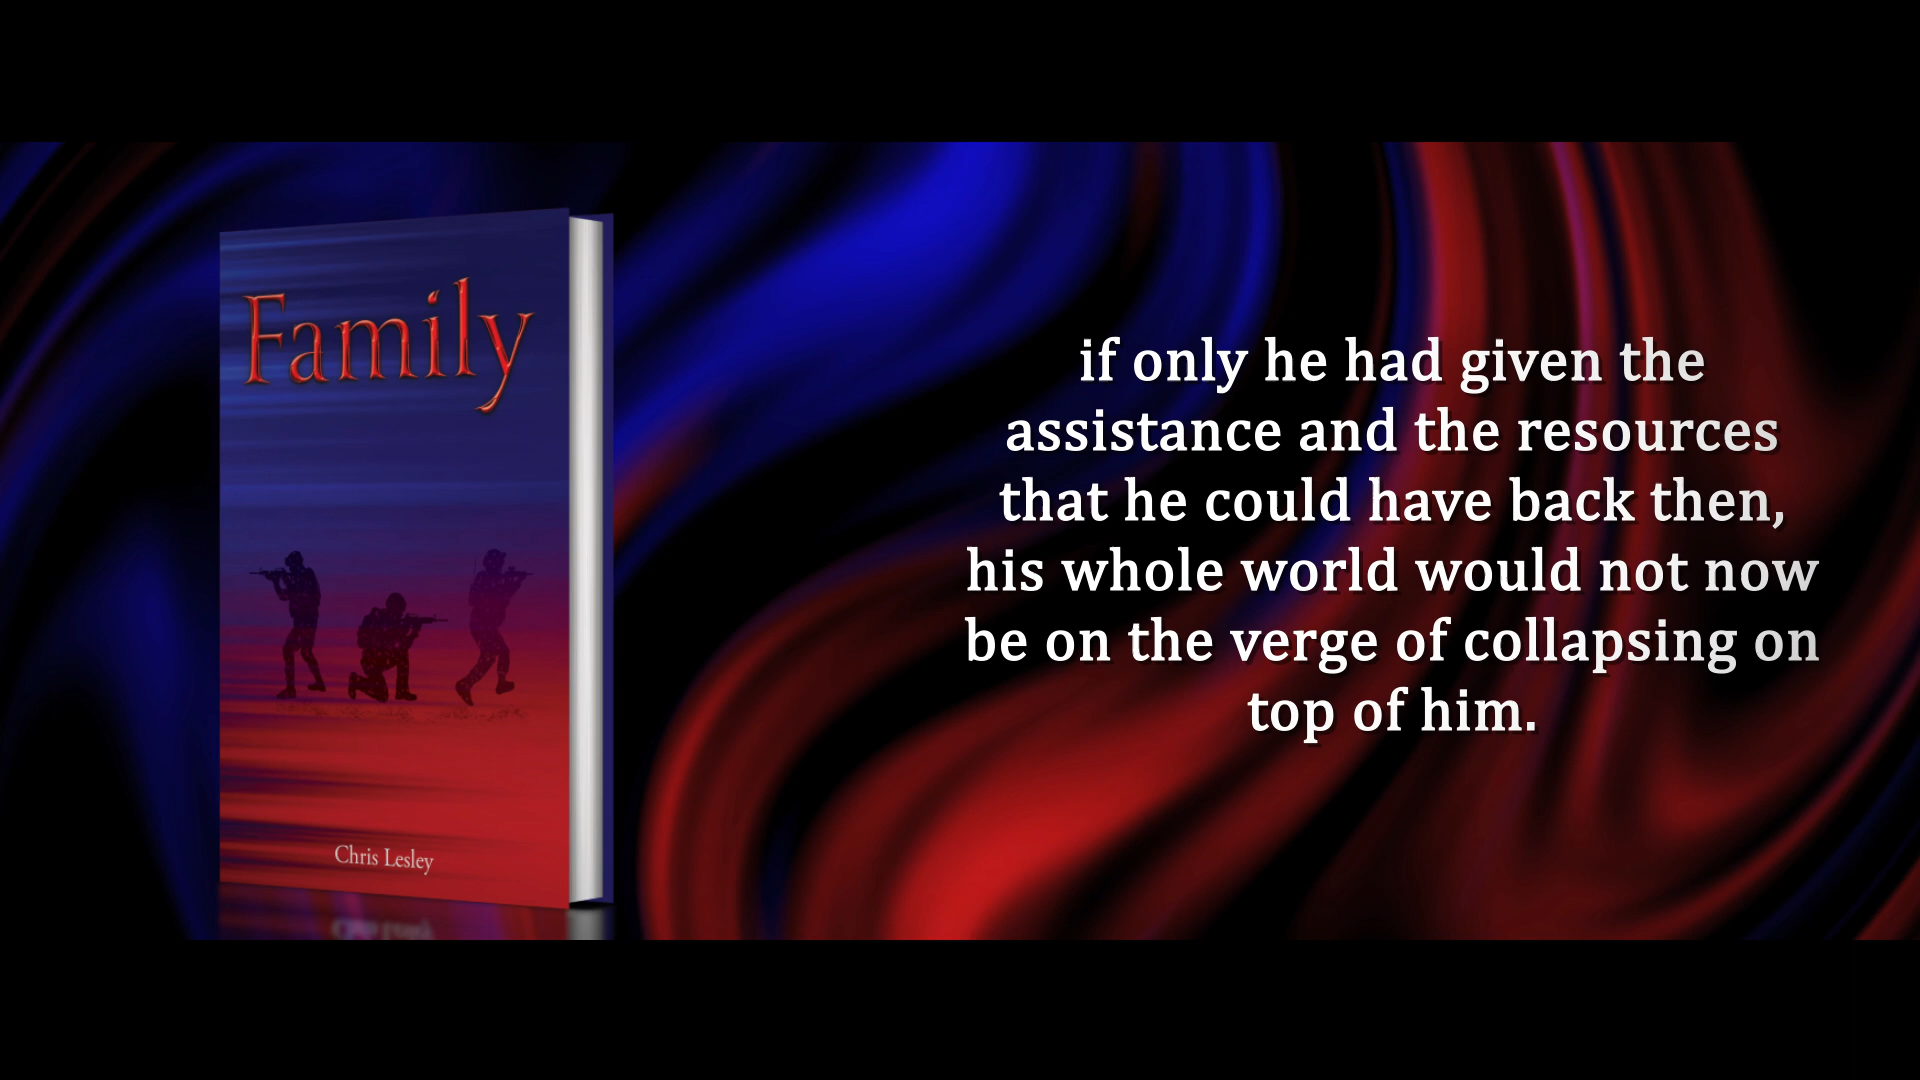 Family
Chris Lesley
if only he had given the
assistance and the resources
that he could have back then,
his whole world would not now
be on the verge of collapsing on
top of him.